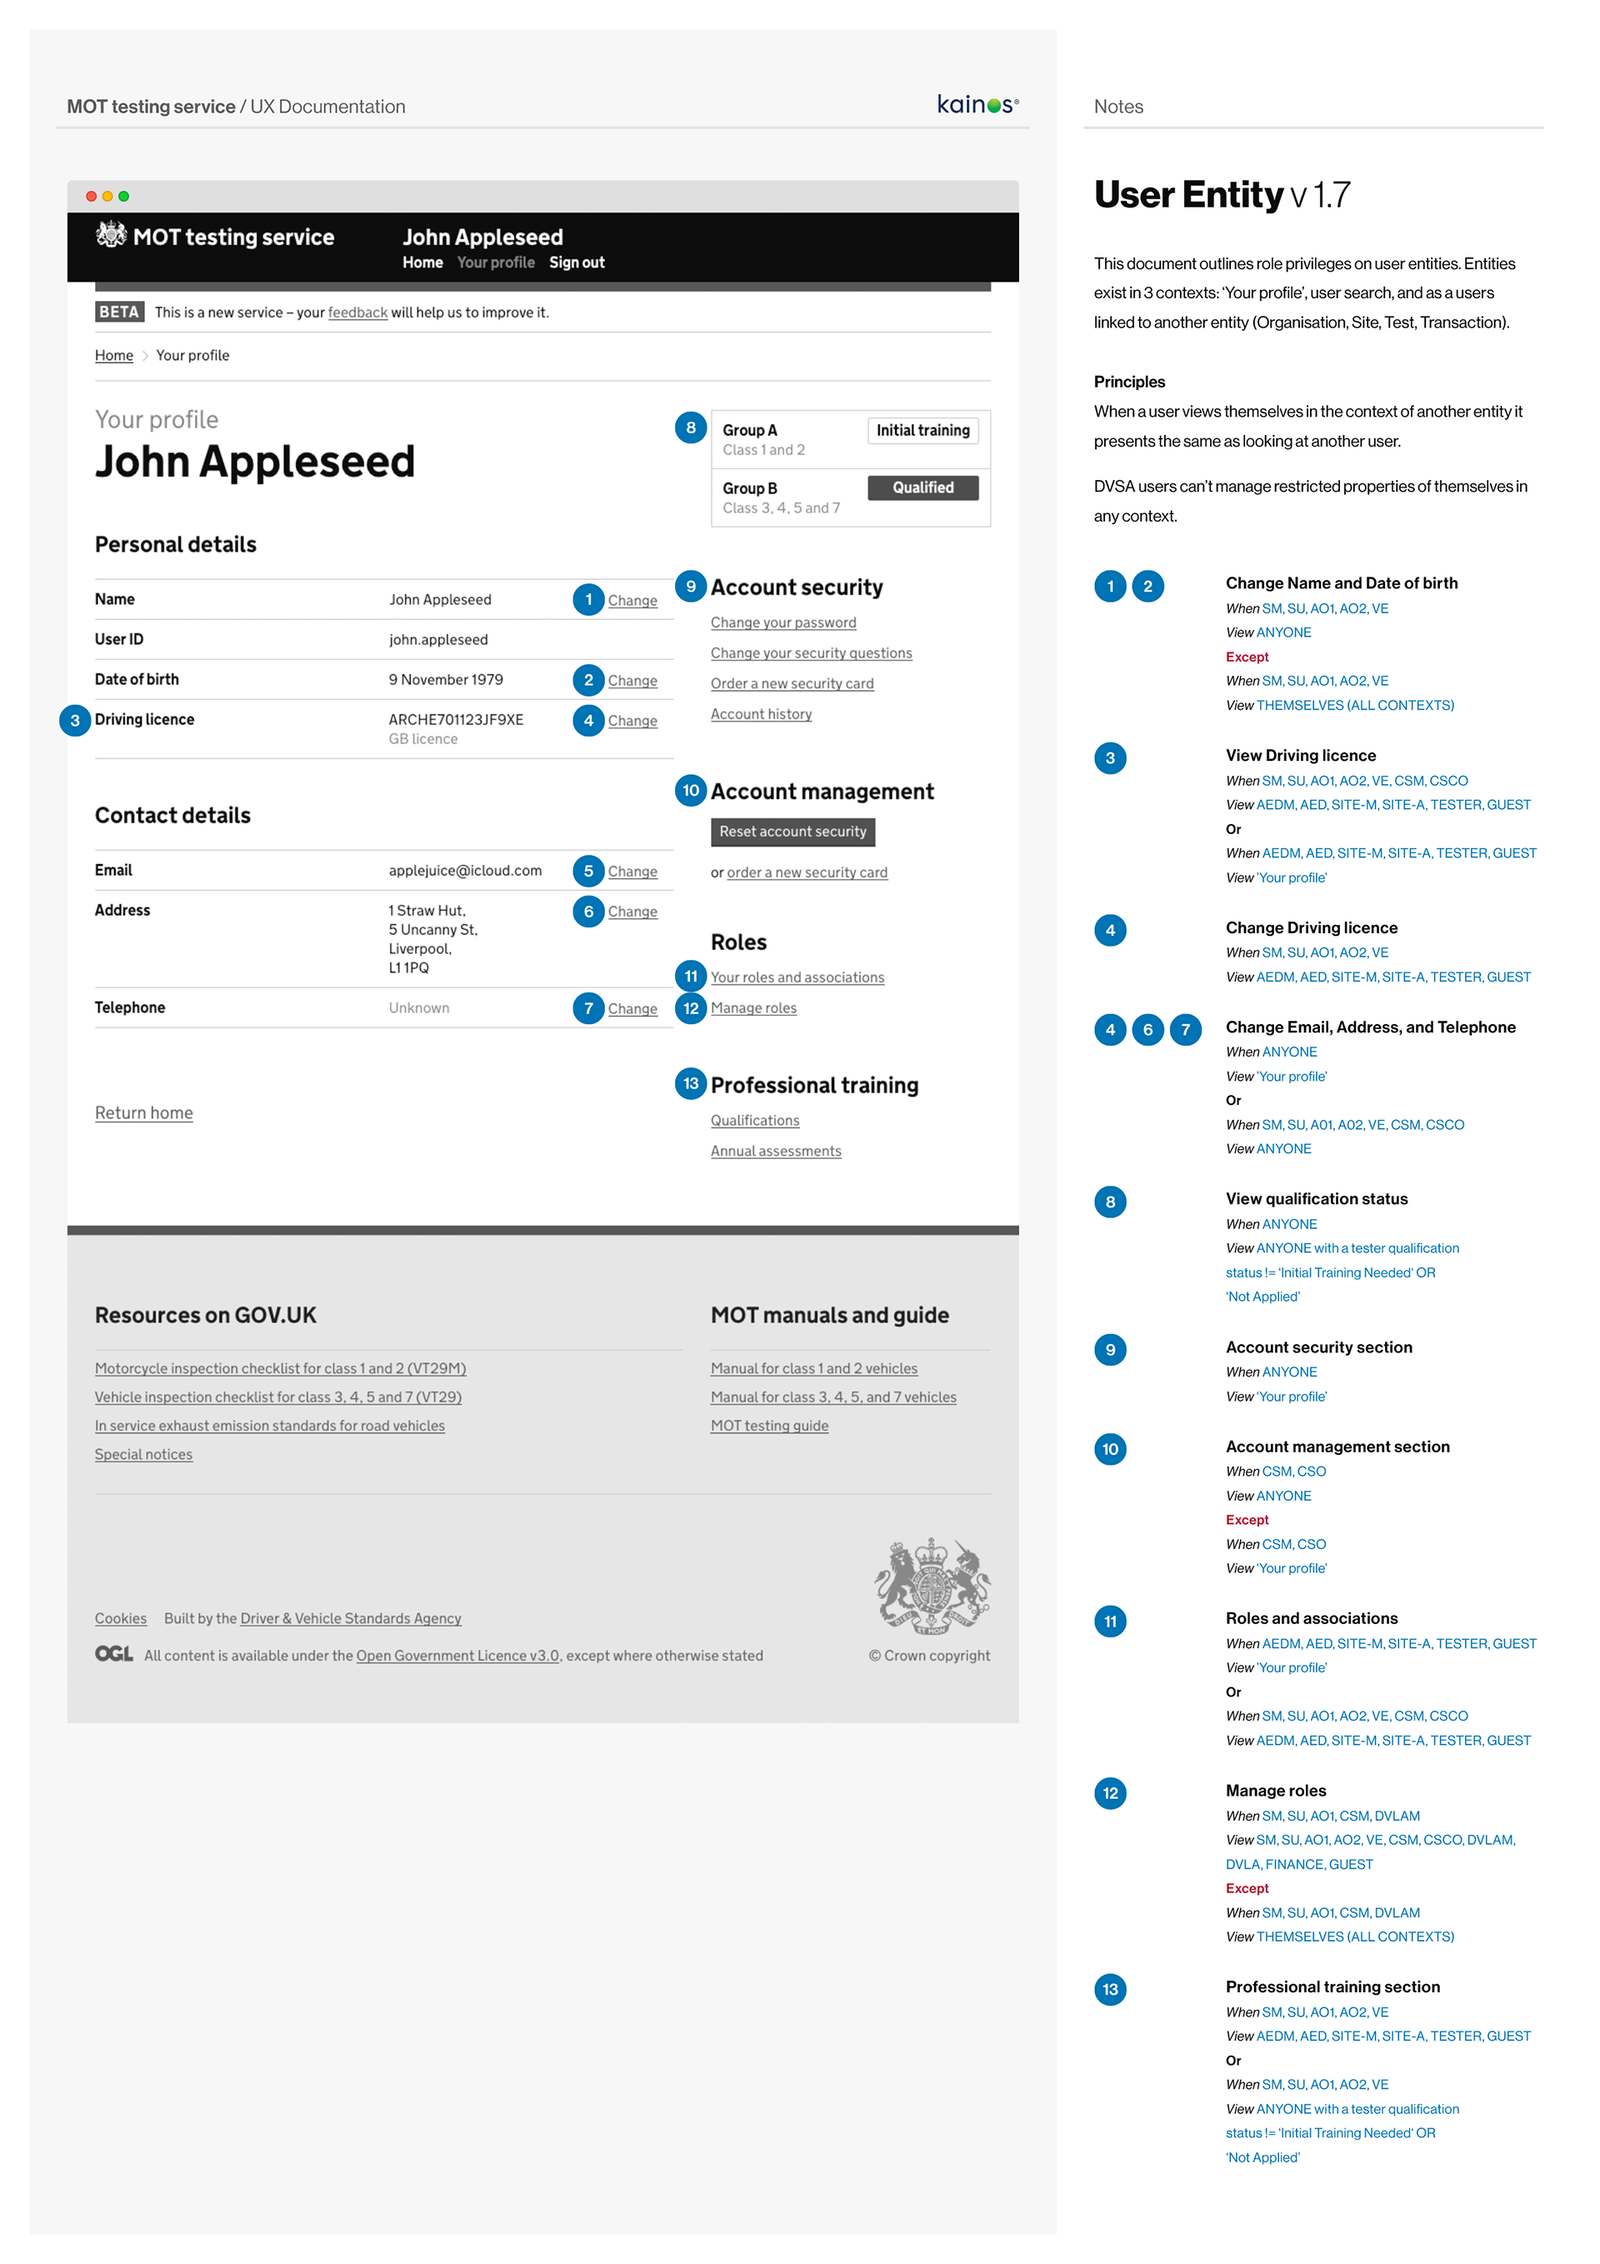 MOT testing service / UX Documentation
kainos
MOT testing service
John Appleseed
Home Your profile Sign out
BETA This is a new service – your feedback will help us to improve it.
Home > Your profile
Your profile
John Appleseed
8
Group A Initial training
Class 1 and 2
Group B Qualified
Class 3, 4, 5 and 7
Personal details
Name John Appleseed 1 Change
User ID john.appleseed
Date of birth 9 November 1979 2 Change
3 Driving licence ARCHE701123JF9XE 4 Change
GB licence
Contact details
Email applejuice@icloud.com 5 Change
Address 1 Straw Hut, 6 Change
5 Uncanny St,
Liverpool,
L1 1PQ
Telephone Unknown 7 Change
Return home
9 Account security
Change your password
Change your security questions
Order a new security card
Account history
10 Account management
Reset account security
or order a new security card
Roles
11 Your roles and associations
12 Manage roles
13 Professional training
Qualifications
Annual assessments
Resources on GOV.UK
Motorcycle inspection checklist for class 1 and 2 (VT29M)
Vehicle inspection checklist for class 3, 4, 5 and 7 (VT29)
In service exhaust emission standards for road vehicles
Special notices
MOT manuals and guide
Manual for class 1 and 2 vehicles
Manual for class 3, 4, 5, and 7 vehicles
MOT testing guide
Cookies Built by the Driver & Vehicle Standards Agency
OGL All content is available under the Open Government Licence v3.0, except where otherwise stated
© Crown copyright
Notes
User Entity v 1.7
This document outlines role privileges on user entities. Entities
exist in 3 contexts: ‘Your profile’, user search, and as a users
linked to another entity (Organisation, Site, Test, Transaction).
Principles
When a user views themselves in the context of another entity it
presents the same as looking at another user.
DVSA users can’t manage restricted properties of themselves in
any context.
1 2 Change Name and Date of birth
When SM, SU, AO1, AO2, VE
View ANYONE
Except
When SM, SU, AO1, AO2, VE
View THEMSELVES (ALL CONTEXTS)
3 View Driving licence
When SM, SU, AO1, AO2, VE, CSM, CSCO
View AEDM, AED, SITE-M, SITE-A, TESTER, GUEST
Or
When AEDM, AED, SITE-M, SITE-A, TESTER, GUEST
View ’Your profile’
4 Change Driving licence
When SM, SU, AO1, AO2, VE
View AEDM, AED, SITE-M, SITE-A, TESTER, GUEST
4 6 7 Change Email, Address, and Telephone
When ANYONE
View ’Your profile’
Or
When SM, SU, A01, A02, VE, CSM, CSCO
View ANYONE
8 View qualification status
When ANYONE
View ANYONE with a tester qualification
status != ‘Initial Training Needed’ OR
‘Not Applied’
9 Account security section
When ANYONE
View ‘Your profile’
10 Account management section
When CSM, CSO
View ANYONE
Except
When CSM, CSO
View ‘Your profile’
11 Roles and associations
When AEDM, AED, SITE-M, SITE-A, TESTER, GUEST
View ’Your profile’
Or
When SM, SU, AO1, AO2, VE, CSM, CSCO
View AEDM, AED, SITE-M, SITE-A, TESTER, GUEST
12 Manage roles
When SM, SU, AO1, CSM, DVLAM
View SM, SU, AO1, AO2, VE, CSM, CSCO, DVLAM,
DVLA, FINANCE, GUEST
Except
When SM, SU, AO1, CSM, DVLAM
View THEMSELVES (ALL CONTEXTS)
13 Professional training section
When SM, SU, AO1, AO2, VE
View AEDM, AED, SITE-M, SITE-A, TESTER, GUEST
Or
When SM, SU, AO1, AO2, VE
View ANYONE with a tester qualification
status != ‘Initial Training Needed’ OR
‘Not Applied’